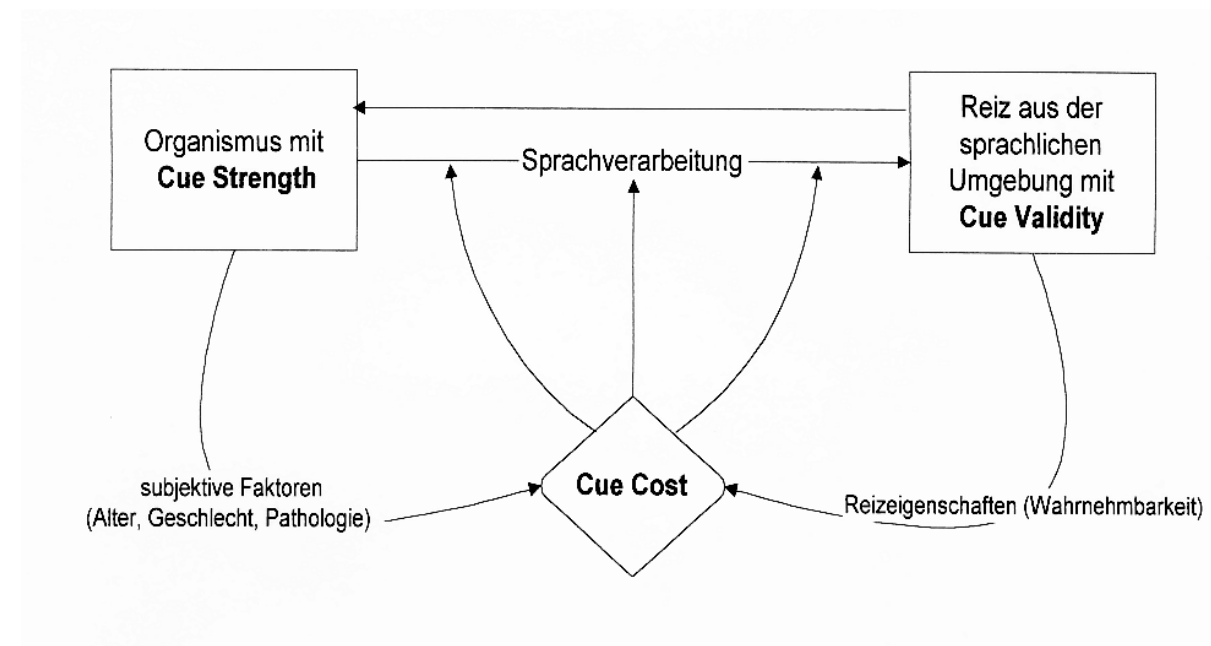 Organismus mit
Cue Strength
Sprachverarbeitung
Reiz aus der
sprachlichen
Umgebung mit
Cue Validity
subjektive Faktoren
(Alter, Geschlecht, Pathologie)
Cue Cost
Reizeigenschaften (Wahrnehmbarkeit)